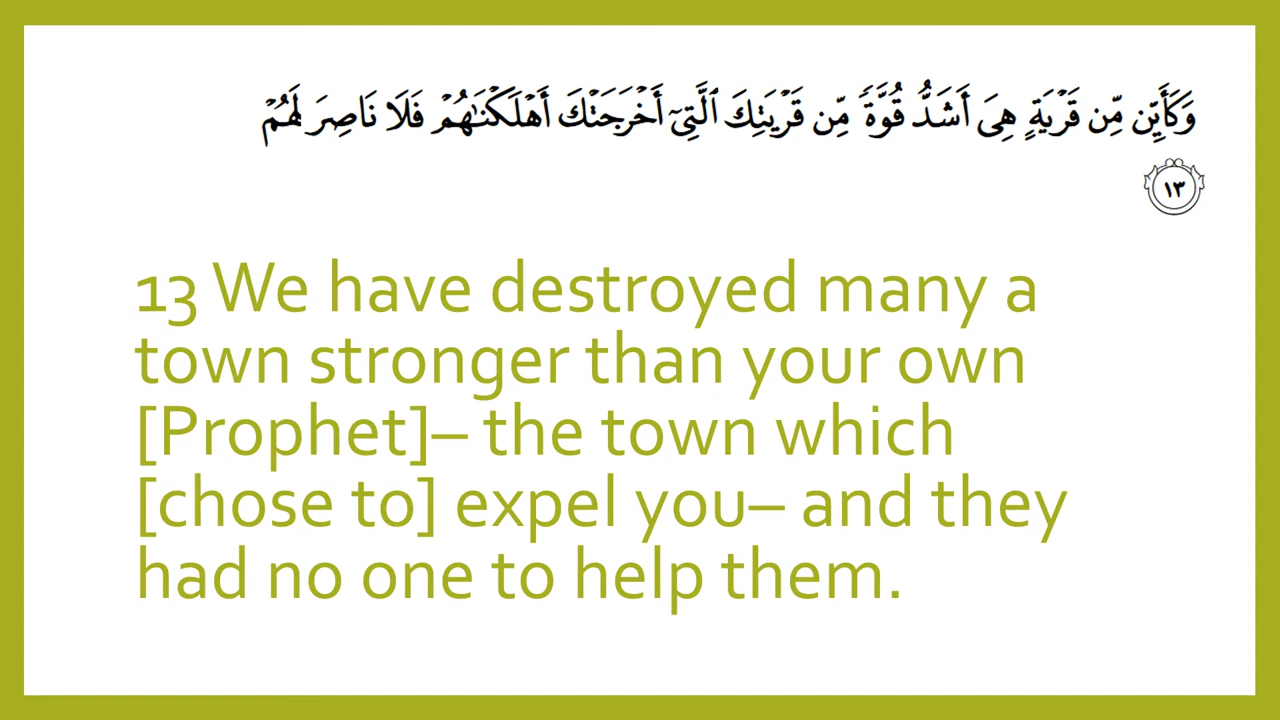 وَكَأَيِّن مِّن قَرۡيَةٍ هِىَ أَشَدُّ قُوَّةً مِّن قَرۡيَتِكَ ٱلَّتِىٓ أَخۡرَجَتۡكَ أَهۡلَكۡنَـٰهُمۡ فَلَا نَاصِرَ لَهُمۡ
١٣
13 We have destroyed many a
town stronger than your own
[Prophet]– the town which
[chose to] expel you– and they
had no one to help them.